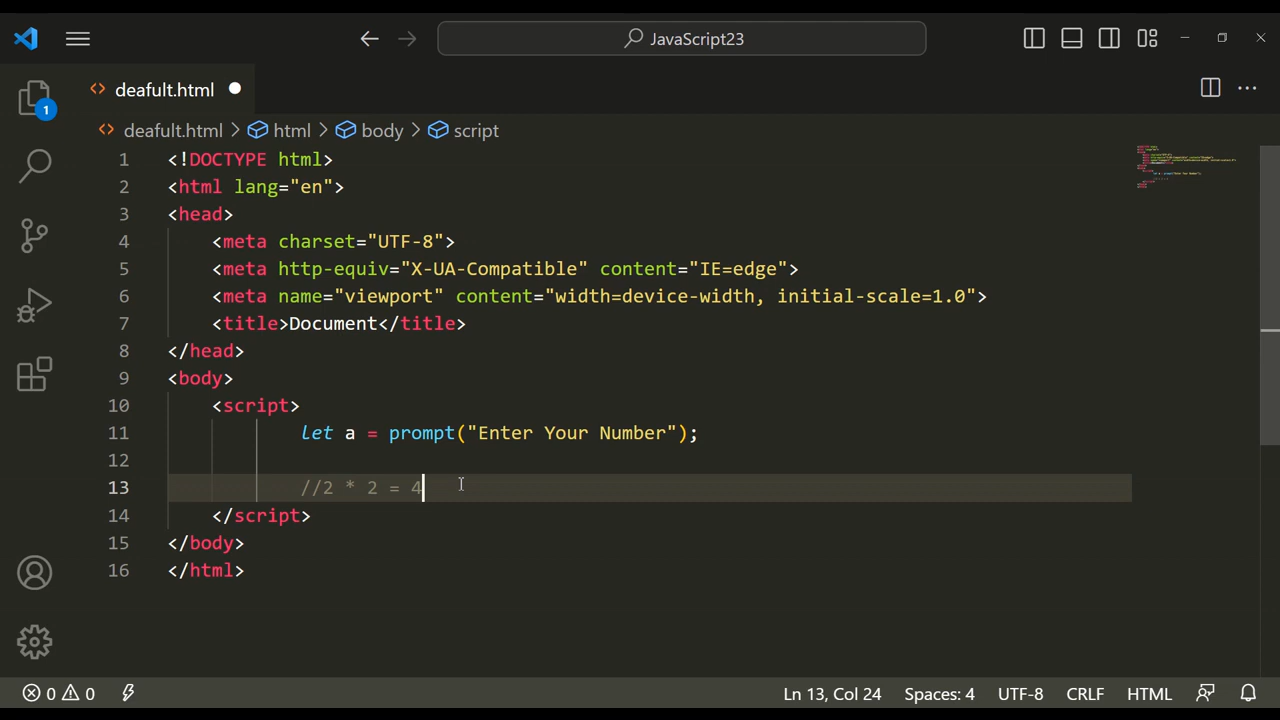 JavaScript23
deafult.html
1
deafult.html > html > body > script
1 <!DOCTYPE html>
2 <html lang="en">
3 <head>
4 <meta charset="UTF-8">
5 <meta http-equiv="X-UA-Compatible" content="IE=edge">
6 <meta name="viewport" content="width=device-width, initial-scale=1.0">
7 <title>Document</title>
8 </head>
9 <body>
10 <script>
11 let a = prompt("Enter Your Number");
12
13 //2 * 2 = 4
14 </script>
15 </body>
16 </html>
0 0 Ln 13, Col 24 Spaces: 4 UTF-8 CRLF HTML